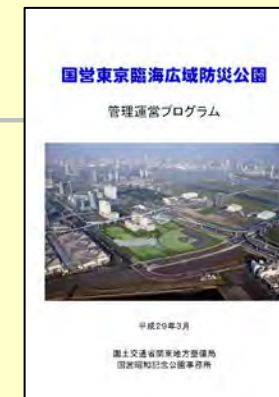 国営東京臨海広域防災公園
管理運営プログラム
平成29年3月
国土交通省関東地方整備局
国営昭和記念公園事務所